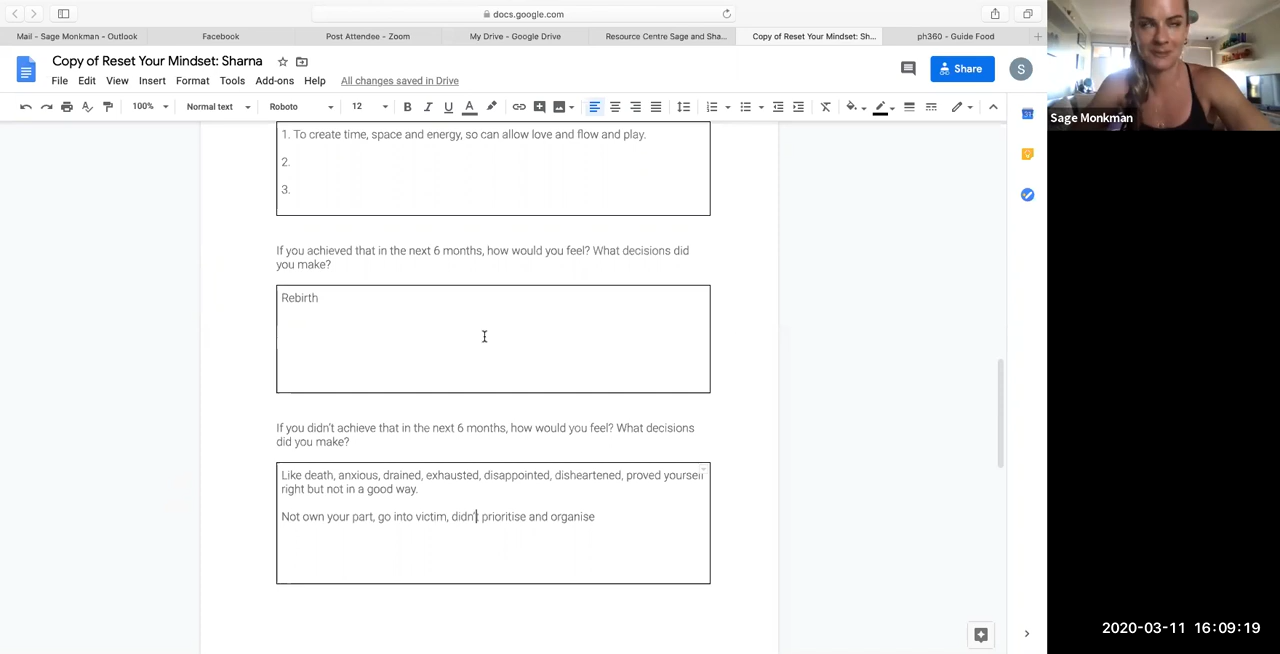 docs.google.com
Mail - Sage Monkman - Outlook
Facebook
Post Attendee - Zoom
My Drive - Google Drive
Resource Centre Sage and Sha...
Copy of Reset Your Mindset: Sh...
ph360 - Guide Food
Copy of Reset Your Mindset: Sharna
File Edit View Insert Format Tools Add-ons Help All changes saved in Drive
Share
S
100% Normal text Roboto 12 B I U A
31
Sage Monkman
1. To create time, space and energy, so can allow love and flow and play.
2.
3.
If you achieved that in the next 6 months, how would you feel? What decisions did
you make?
Rebirth
If you didn't achieve that in the next 6 months, how would you feel? What decisions
did you make?
Like death, anxious, drained, exhausted, disappointed, disheartened, proved yourself
right but not in a good way.
Not own your part, go into victim, didn't prioritise and organise
2020-03-11 16:09:19